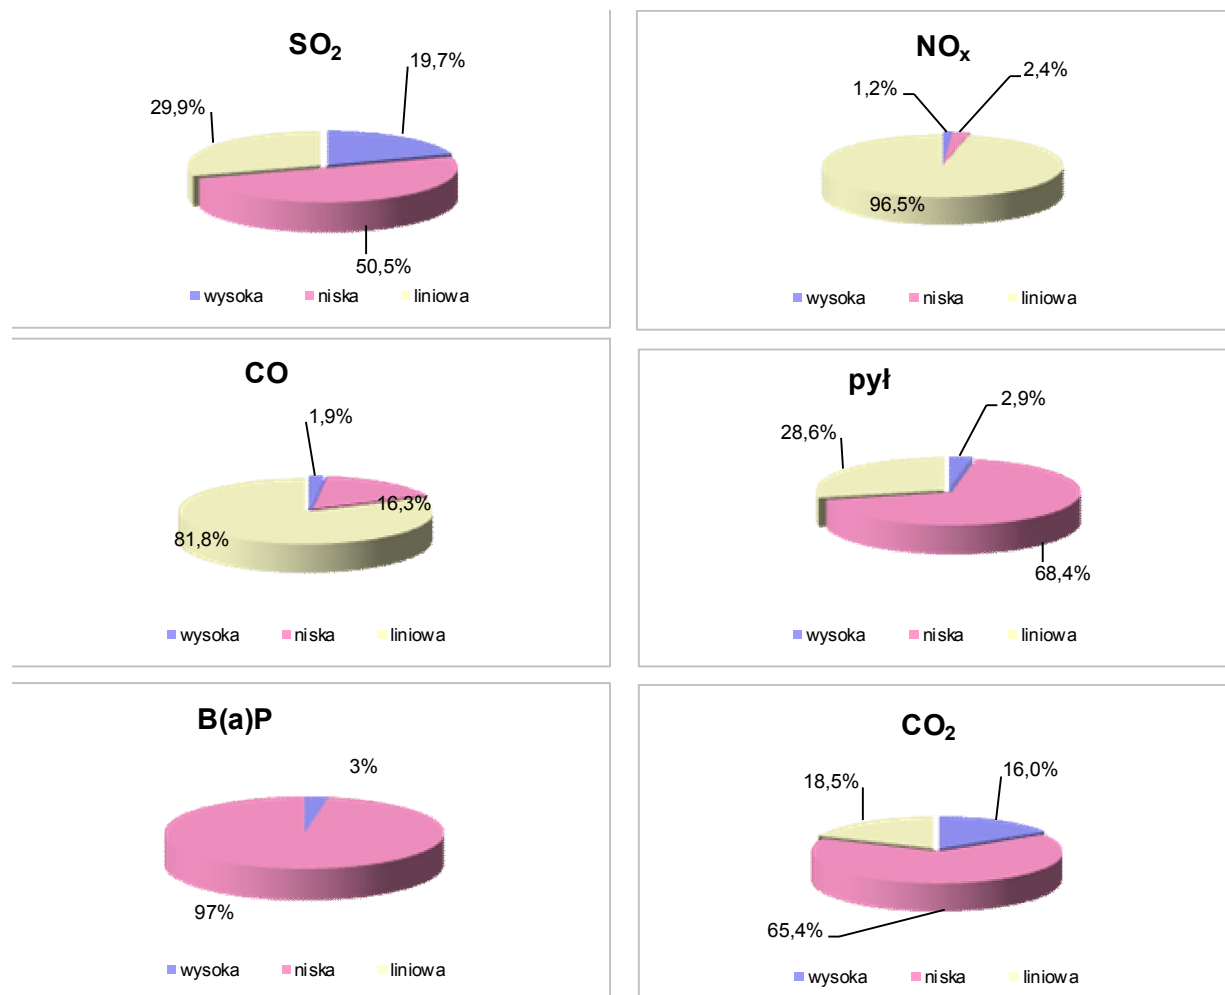 SO2
19,7%
29,9%
50,5%
wysoka niska liniowa
NOx
1,2%
2,4%
96,5%
wysoka niska liniowa
CO
1,9%
16,3%
81,8%
wysoka niska liniowa
pył
2,9%
28,6%
68,4%
wysoka niska liniowa
B(a)P
3%
97%
wysoka niska liniowa
CO2
16,0%
18,5%
65,4%
wysoka niska liniowa